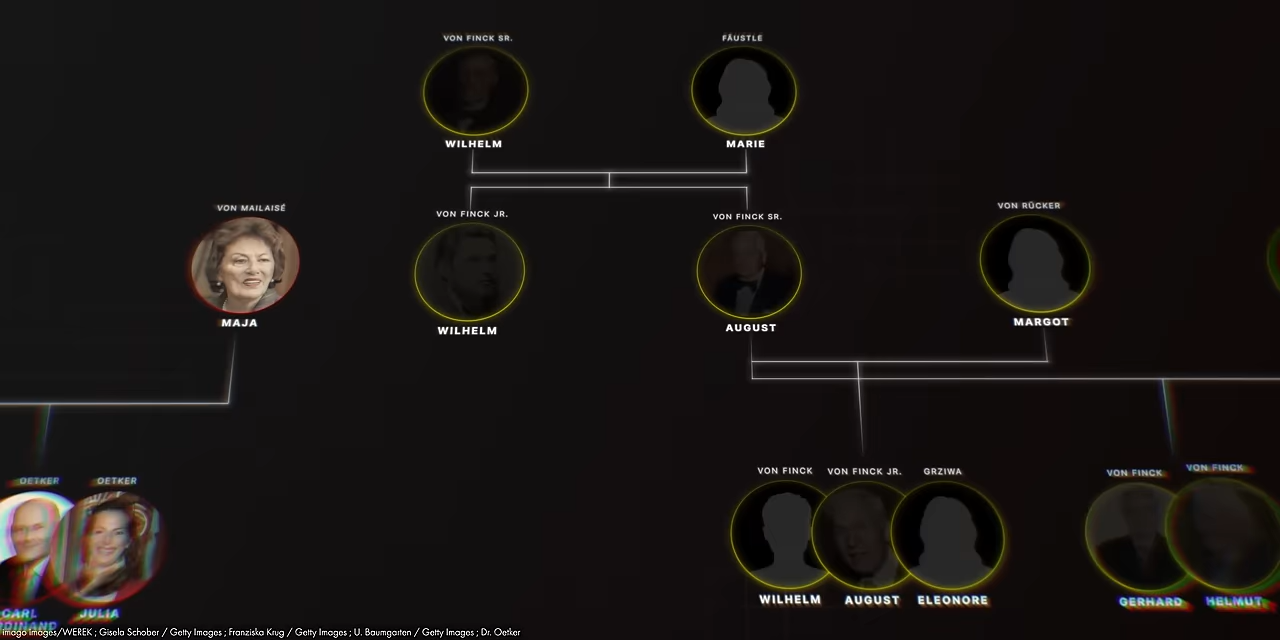 VON FINCK SR.
WILHELM
FÄUSTLE
MARIE
VON MAILAISÉ
MAJA
VON FINCK JR.
WILHELM
VON FINCK SR.
AUGUST
VON RÜCKER
MARGOT
OETKER
CARL
OETKER
JULIA
VON FINCK
WILHELM
VON FINCK JR.
AUGUST
GRZIWA
ELEONORE
VON FINCK
GERHARD
VON FINCK
HELMUT
imago images/WEREK ; Gisela Schober / Getty Images ; Franziska Krug / Getty Images ; U. Baumgarten / Getty Images ; Dr. Oetker